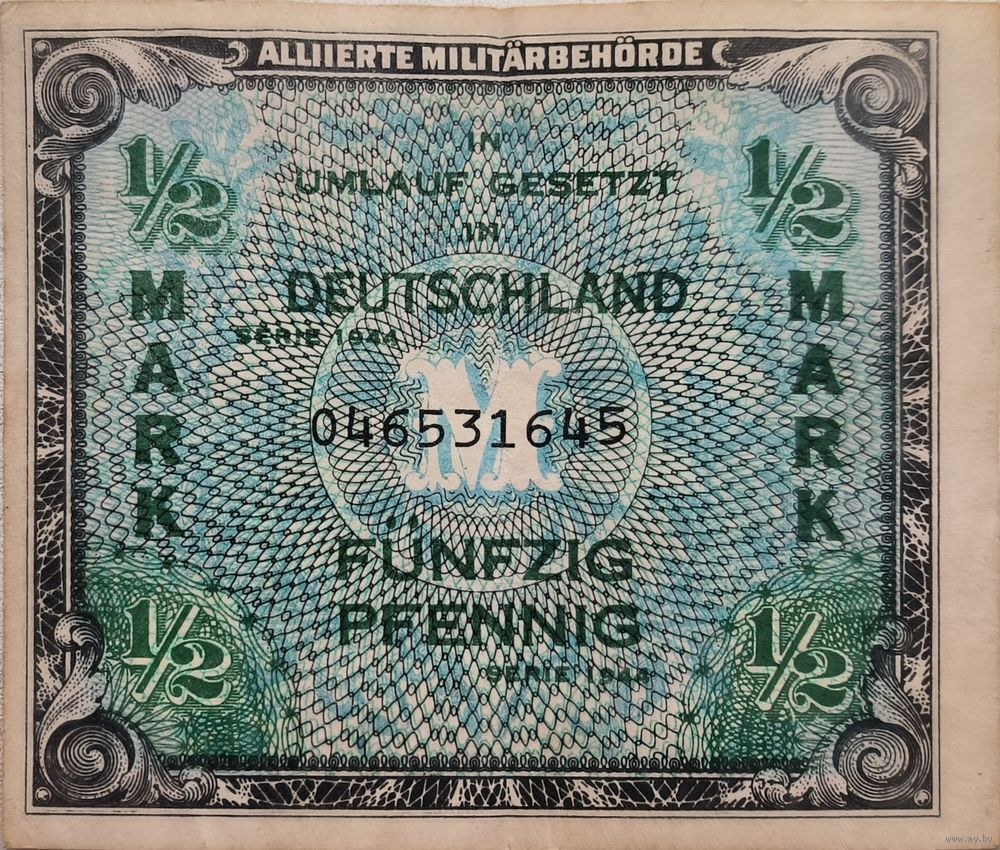 ALLIIERTE MILITÄRBEHÖRDE
1/2 1/2
IN
UMLAUF GESETZT
IN
DEUTSCHLAND
SERIE 1944
MARK MARK
M
046531645
FÜNFZIG
PFENNIG
SERIE 1944
1/2 1/2
www.ay.by